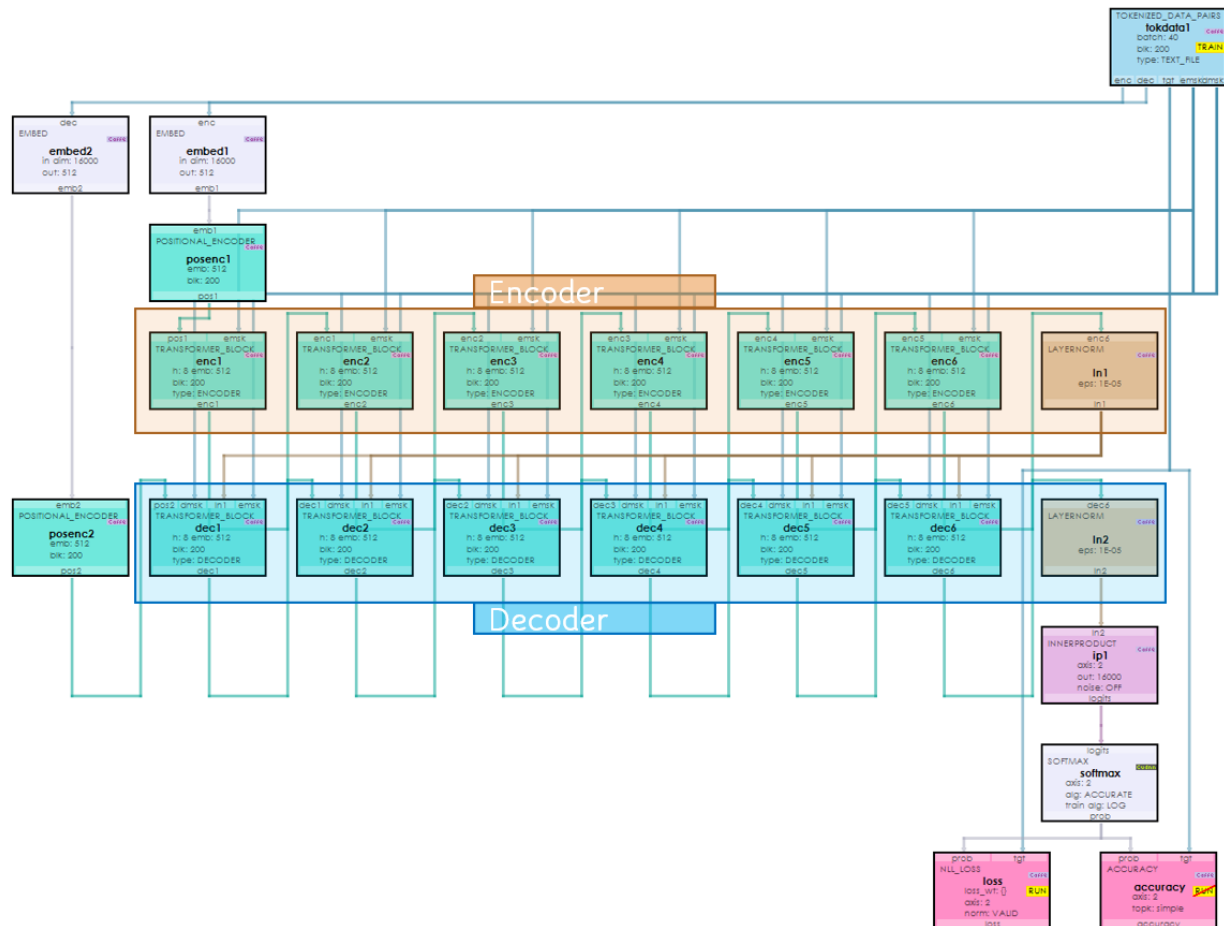 TOKENIZED_DATA_PAIRS
tokdata1
batch: 40
blk: 200
TRAIN
type: TEXT_FILE
enc dec tgt emsk dmsk
dec
EMBED
embed2
in dim: 16000
out: 512
emb2
enc
EMBED
embed1
in dim: 16000
out: 512
emb1
emb1
POSITIONAL_ENCODER
posenc1
emb: 512
blk: 200
pos1
Encoder
pos1 emsk
TRANSFORMER_BLOCK
enc1
n: 8 emb: 512
blk: 200
type: ENCODER
enc1
enc1 emsk
TRANSFORMER_BLOCK
enc2
n: 8 emb: 512
blk: 200
type: ENCODER
enc2
enc2 emsk
TRANSFORMER_BLOCK
enc3
n: 8 emb: 512
blk: 200
type: ENCODER
enc3
enc3 emsk
TRANSFORMER_BLOCK
enc4
n: 8 emb: 512
blk: 200
type: ENCODER
enc4
enc4 emsk
TRANSFORMER_BLOCK
enc5
n: 8 emb: 512
blk: 200
type: ENCODER
enc5
enc5 emsk
TRANSFORMER_BLOCK
enc6
n: 8 emb: 512
blk: 200
type: ENCODER
enc6
enc6
LAYERNORM
ln1
eps: 1E-05
ln1
emb2
POSITIONAL_ENCODER
posenc2
emb: 512
blk: 200
pos2
pos2 dmsk ln1 emsk
TRANSFORMER_BLOCK
dec1
n: 8 emb: 512
blk: 200
type: DECODER
dec1
dec1 dmsk ln1 emsk
TRANSFORMER_BLOCK
dec2
n: 8 emb: 512
blk: 200
type: DECODER
dec2
dec2 dmsk ln1 emsk
TRANSFORMER_BLOCK
dec3
n: 8 emb: 512
blk: 200
type: DECODER
dec3
dec3 dmsk ln1 emsk
TRANSFORMER_BLOCK
dec4
n: 8 emb: 512
blk: 200
type: DECODER
dec4
dec4 dmsk ln1 emsk
TRANSFORMER_BLOCK
dec5
n: 8 emb: 512
blk: 200
type: DECODER
dec5
dec5 dmsk ln1 emsk
TRANSFORMER_BLOCK
dec6
n: 8 emb: 512
blk: 200
type: DECODER
dec6
dec6
LAYERNORM
ln2
eps: 1E-05
ln2
Decoder
ln2
INNERPRODUCT
ip1
axis: 2
out: 16000
noise: OFF
logits
logits
SOFTMAX
softmax
axis: 2
alg: ACCURATE
train alg: LOG
prob
prob tgt
NLL_LOSS
loss
loss_wt: {}
RUN
axis: 2
norm: VALID
loss
prob tgt
ACCURACY
accuracy
axis: 2
RUN
topk: simple
accuracy